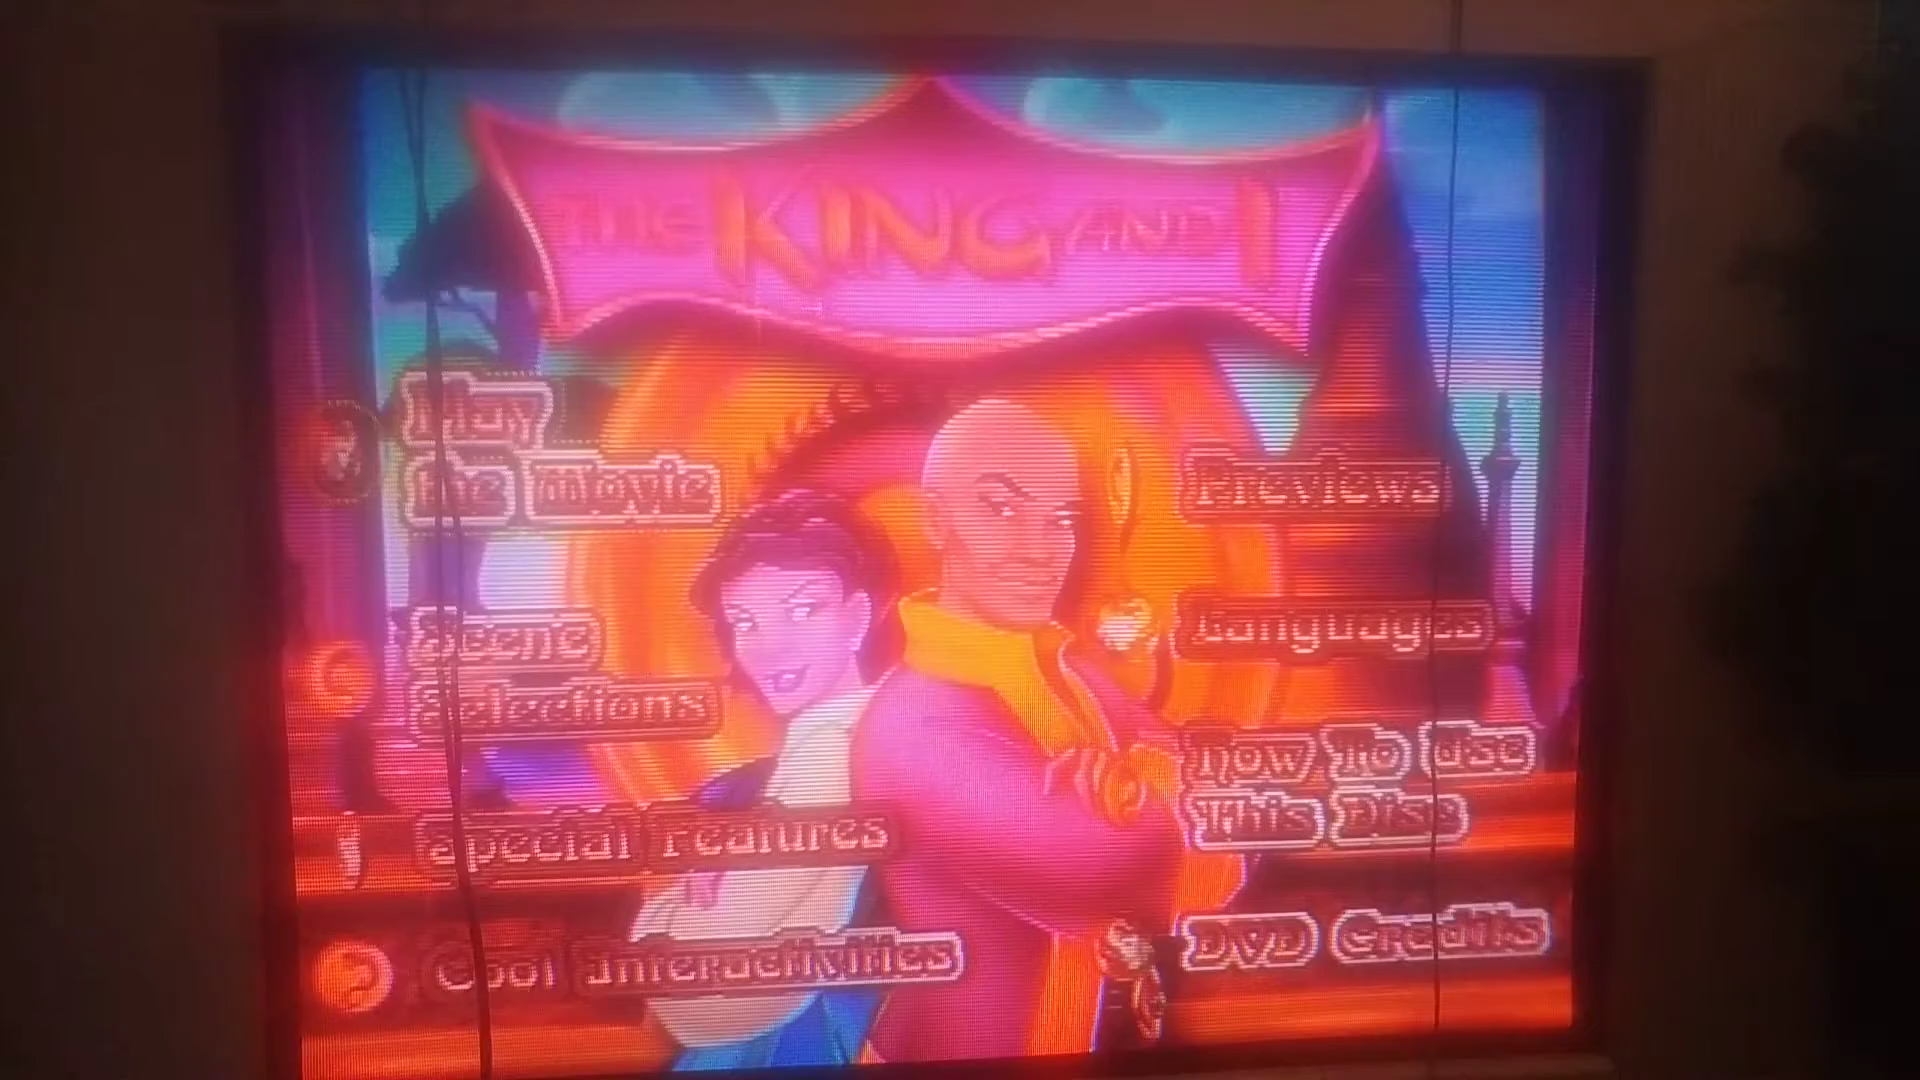 THE KING AND I
Play
the movie
Scene
Selections
Special Features
Cool Interactivities
Previews
Languages
How To Use
This Disc
DVD Credits